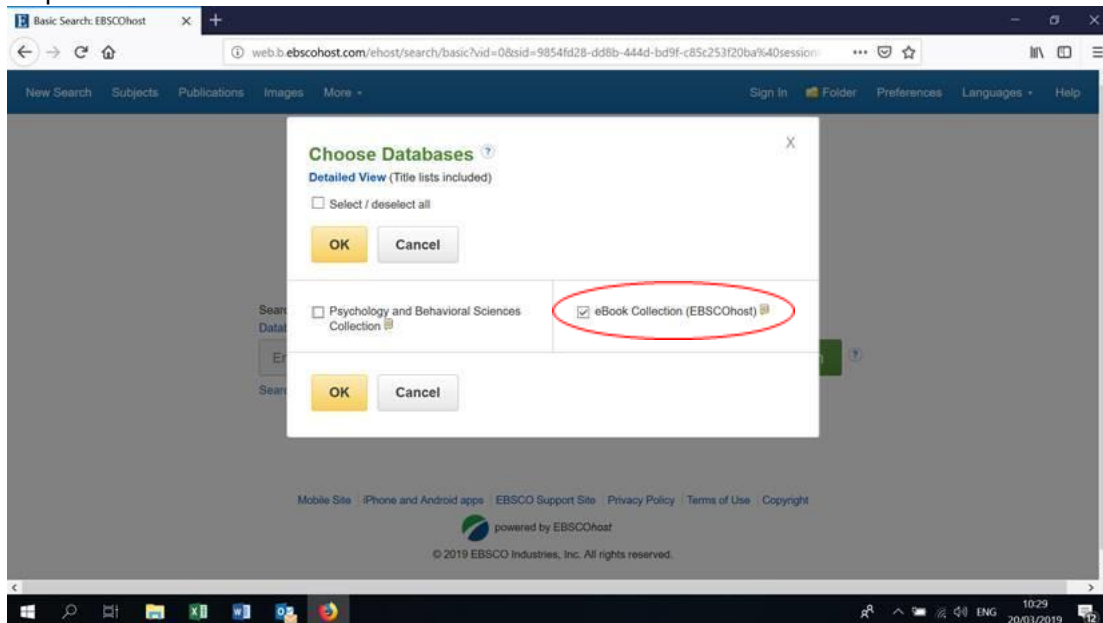 Basic Search: EBSCOhost
web.b.ebscohost.com/ehost/search/basic?vid=0&sid=9854fd28-dd8b-444d-bd9f-c85c253f20ba%40session
New Search Subjects Publications Images More Sign In Folder Preferences Languages Help
Choose Databases ? X
Detailed View (Title lists included)
Select / deselect all
OK Cancel
Psychology and Behavioral Sciences
Collection
eBook Collection (EBSCOhost)
OK Cancel
Mobile Site iPhone and Android apps EBSCO Support Site Privacy Policy Terms of Use Copyright
powered by EBSCOhost
© 2019 EBSCO Industries, Inc. All rights reserved.
ENG 10:29
20/03/2019
12